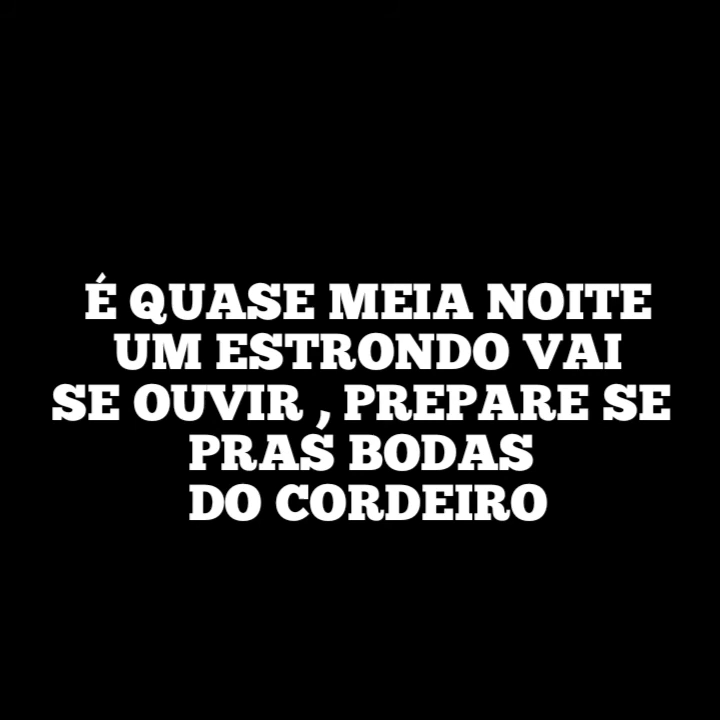 É QUASE MEIA NOITE
UM ESTRONDO VAI
SE OUVIR , PREPARE SE
PRAS BODAS
DO CORDEIRO